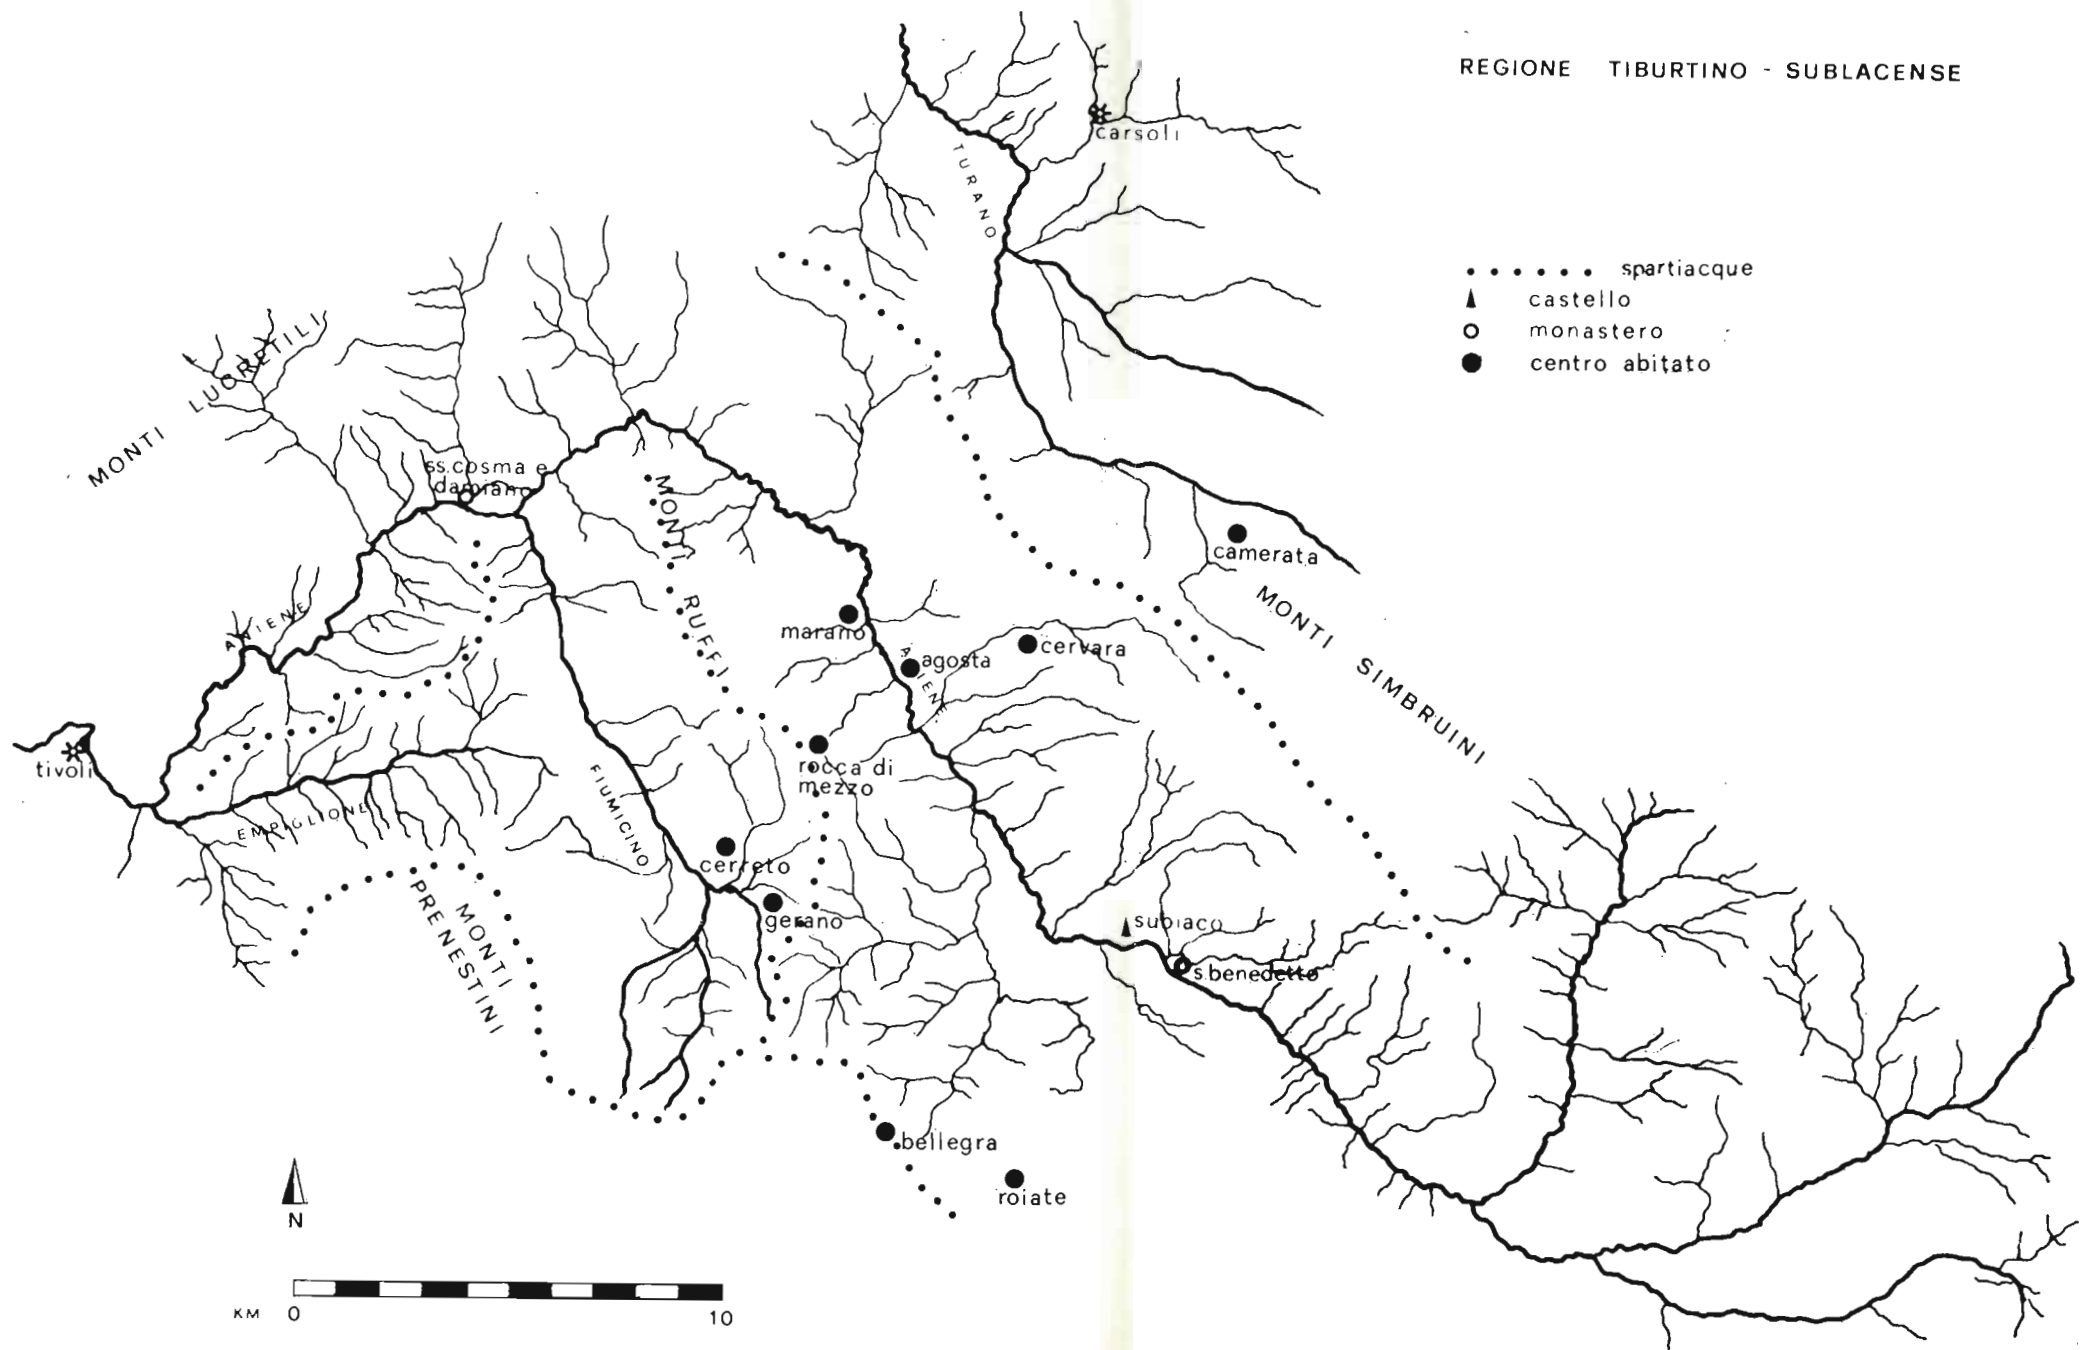 REGIONE TIBURTINO - SUBLACENSE
carsoli
TURANO
spartiacque
castello
monastero
centro abitato
MONTI LUCRETILI
ss. cosma e
damiano
MONTI RUFFI
camerata
MONTI SIMBRUINI
ANIENE
marano
agosta
cervara
ANIENE
tivoli
rocca di
mezzo
EMPIGLIONE
FIUMICINO
cerreto
gerano
MONTI
PRENESTINI
subiaco
s. benedetto
bellegra
roiate
N
KM 0 10